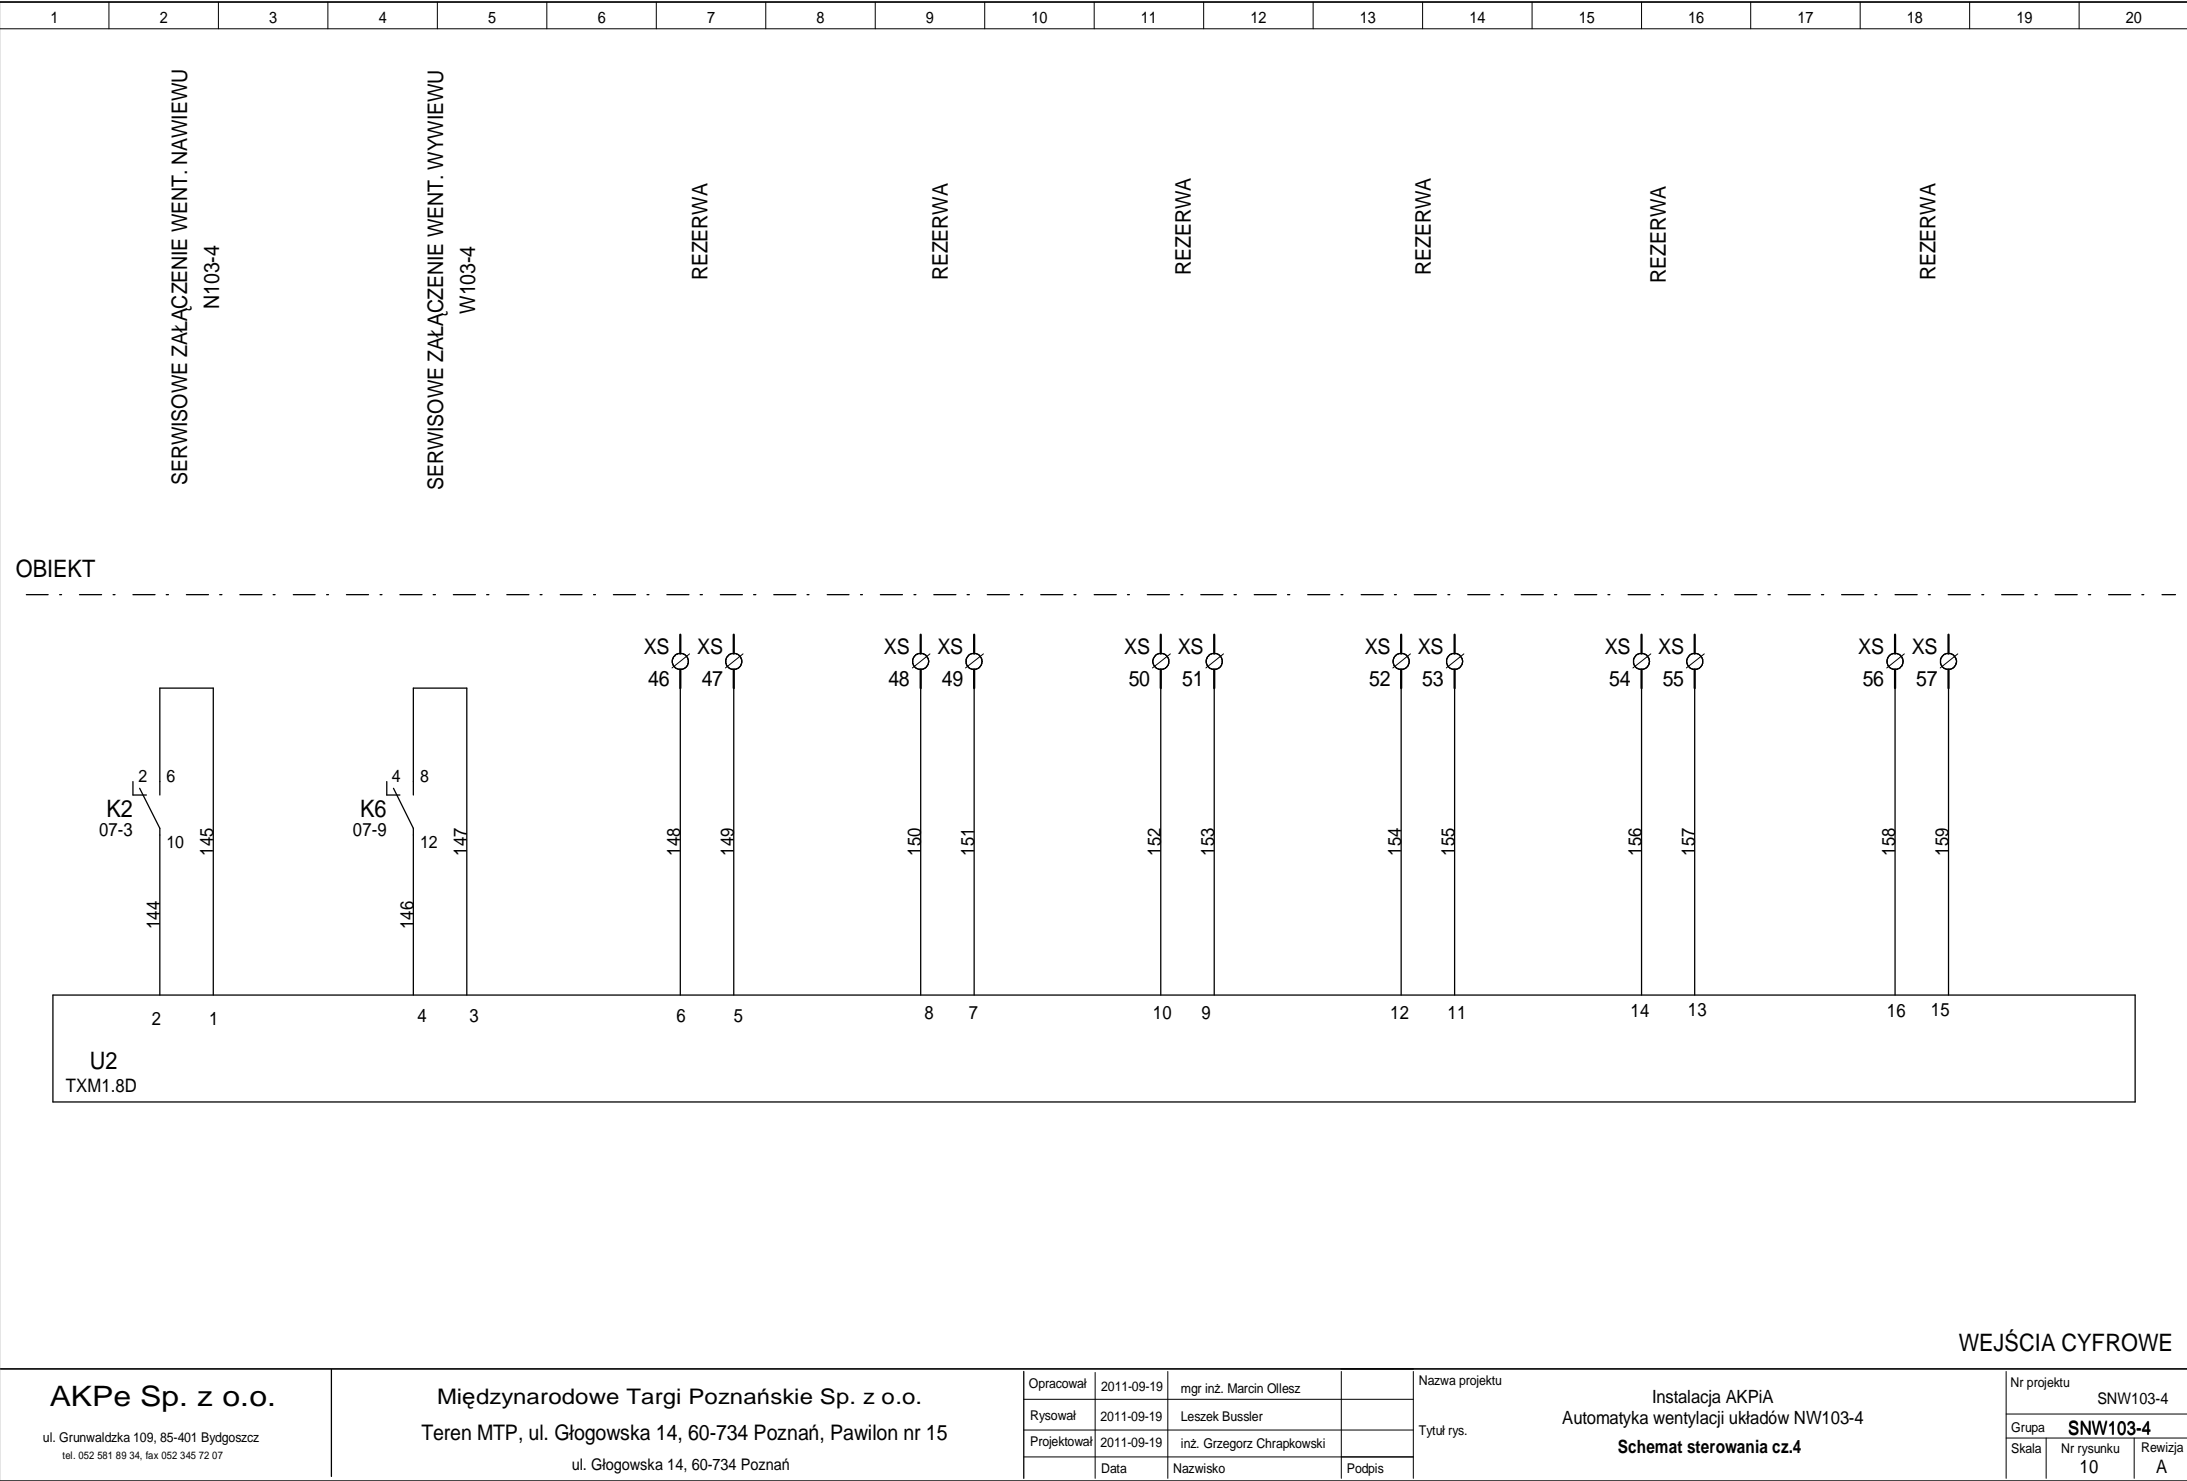 1 2 3 4 5 6 7 8 9 10 11 12 13 14 15 16 17 18 19 20
SERWISOWE ZAŁĄCZENIE WENT. NAWIEWU
N103-4
SERWISOWE ZAŁĄCZENIE WENT. WYWIEWU
W103-4
REZERWA
REZERWA
REZERWA
REZERWA
REZERWA
REZERWA
OBIEKT
XS XS XS XS XS XS XS XS XS XS XS XS
46 47 48 49 50 51 52 53 54 55 56 57
2 6 4 8
K2 K6
07-3 07-9
10 145 12 147 148 149 150 151 152 153 154 155 156 157 158 159
144 146
2 1 4 3 6 5 8 7 10 9 12 11 14 13 16 15
U2
TXM1.8D
WEJŚCIA CYFROWE
AKPe Sp. z o.o.
ul. Grunwaldzka 109, 85-401 Bydgoszcz
tel. 052 581 89 34, fax 052 345 72 07
Międzynarodowe Targi Poznańskie Sp. z o.o.
Teren MTP, ul. Głogowska 14, 60-734 Poznań, Pawilon nr 15
ul. Głogowska 14, 60-734 Poznań
Opracował 2011-09-19 mgr inż. Marcin Ollesz
Rysował 2011-09-19 Leszek Bussler
Projektował 2011-09-19 inż. Grzegorz Chrapkowski
Data Nazwisko Podpis
Nazwa projektu
Instalacja AKPiA
Automatyka wentylacji układów NW103-4
Tytuł rys.
Schemat sterowania cz.4
Nr projektu
SNW103-4
Grupa SNW103-4
Skala Nr rysunku Rewizja
10 A